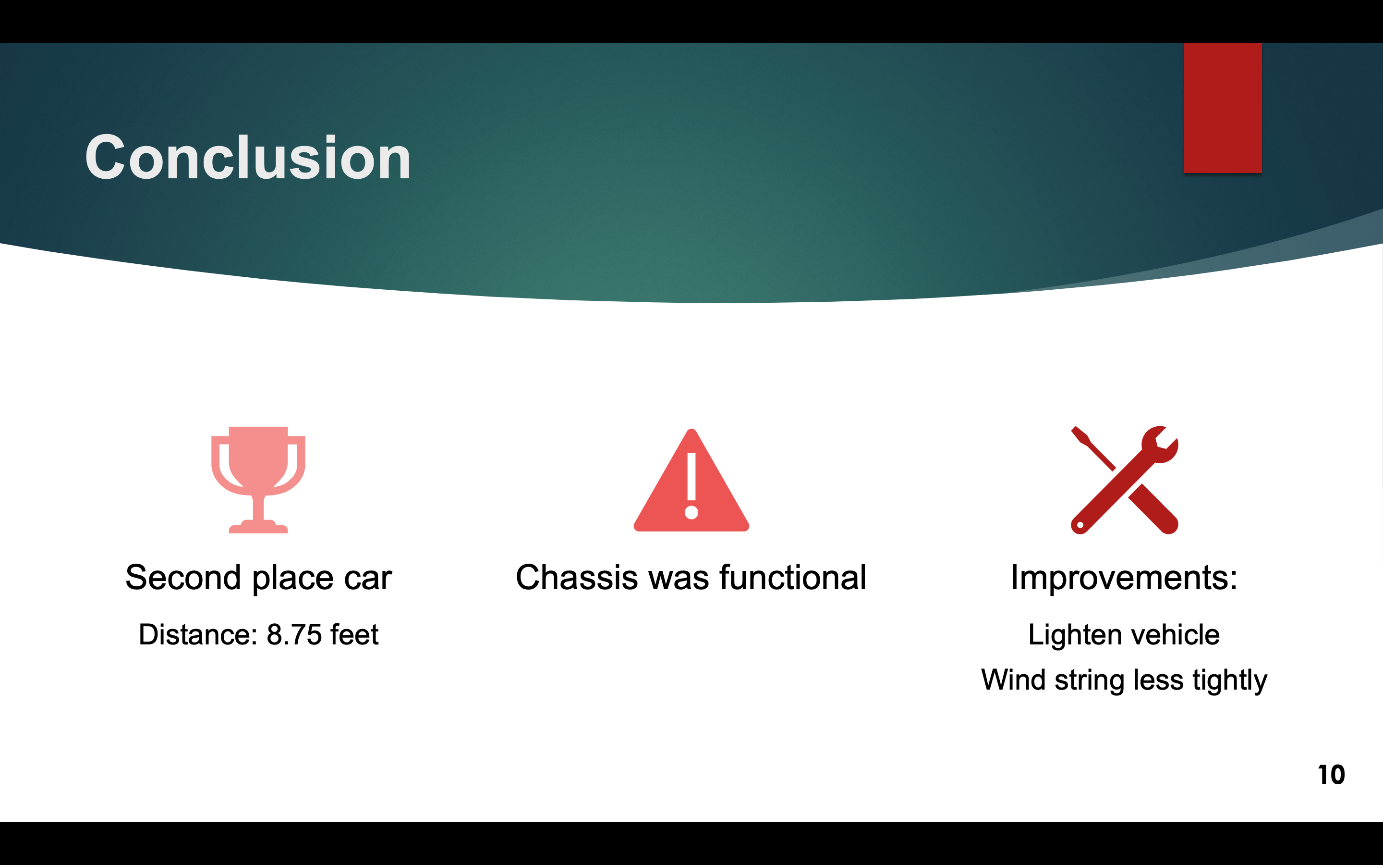 Conclusion
Second place car
Distance: 8.75 feet
Chassis was functional
Improvements:
Lighten vehicle
Wind string less tightly
10